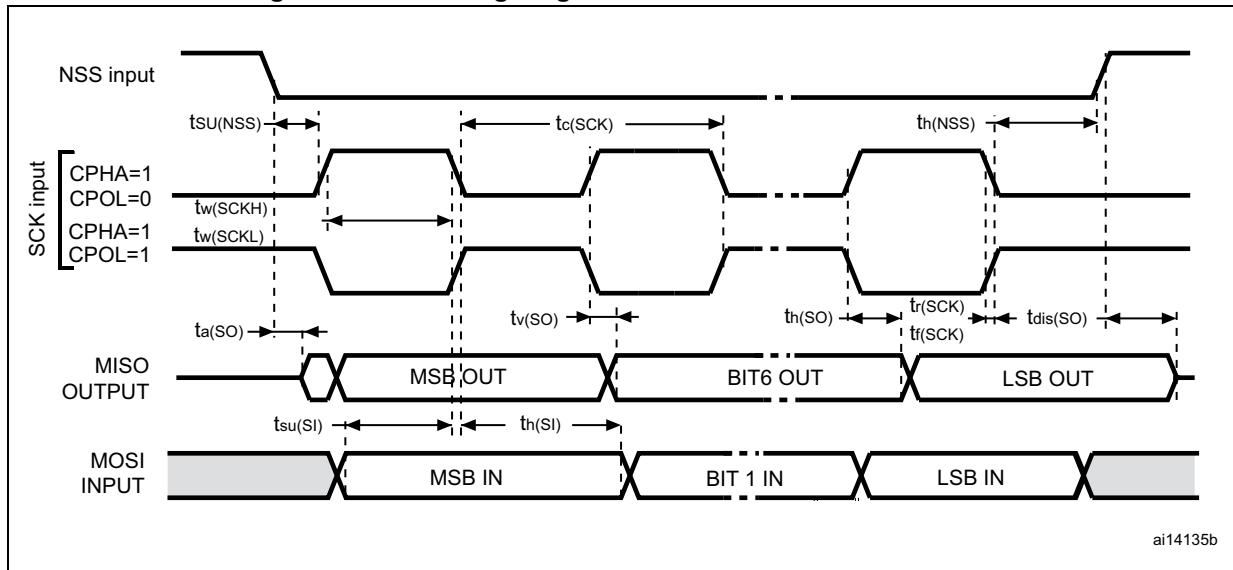 NSS input
tSU(NSS)
tc(SCK)
th(NSS)
SCK input
CPHA=1
CPOL=0
tw(SCKH)
CPHA=1
tw(SCKL)
CPOL=1
ta(SO)
tv(SO)
th(SO)
tr(SCK)
tf(SCK)
tdis(SO)
MISO
OUTPUT
MSB OUT
BIT6 OUT
LSB OUT
tsu(SI)
th(SI)
MOSI
INPUT
MSB IN
BIT 1 IN
LSB IN
ai14135b